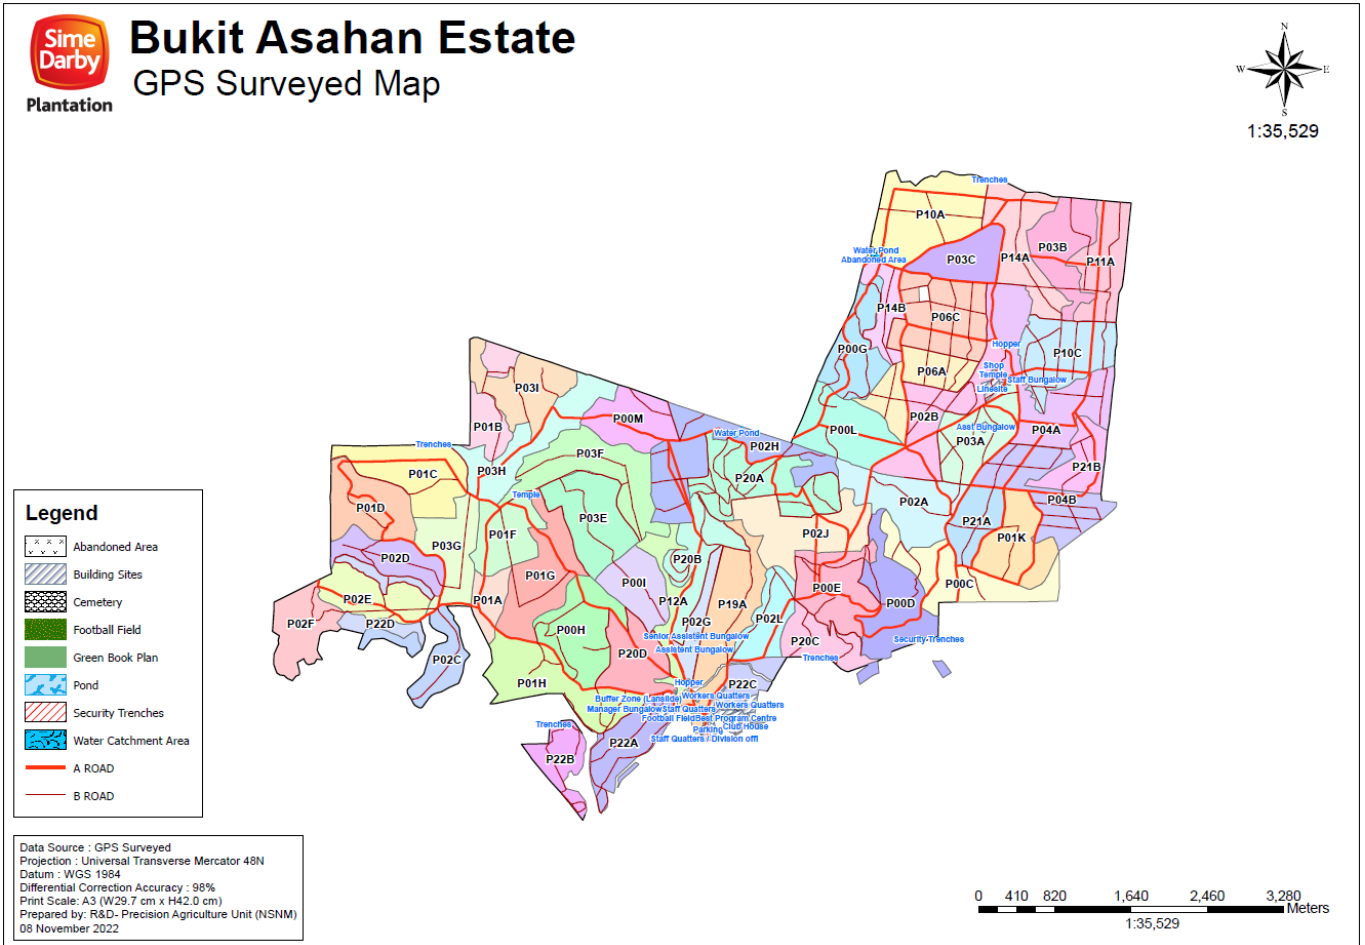 Sime
Darby
Plantation
Bukit Asahan Estate
GPS Surveyed Map
N
W
E
S
1:35,529
Trenches
P10A
P03B
Water Pond
Abandoned Area
P03C
P14A
P11A
P14B
P06C
Hopper
P00G
P10C
Shop
P06A
Temple
Staff Bungalow
Linesite
P03I
P02B
P00M
P01B
Asst Bungalow
P00L
P04A
Water Pond
P03A
Trenches
P02H
P03F
P21B
P01C
P03H
P20A
Temple
P04B
P02A
P01D
P03E
P21A
P01F
P02J
P01K
P03G
P02D
P20B
P01G
P00I
P00C
P00E
P02E
P01A
P12A
P19A
P00D
P02F
P22D
P02G
P02L
P00H
Senior Assistent Bungalow
Security Trenches
P20C
Assistent Bungalow
P20D
Trenches
P02C
P01H
Hopper
P22C
Buffer Zone (Lanslide)
Workers Quatters
Manager Bungalow
Staff Quatters
Workers Quatters
Football Field
Best Program Centre
Trenches
Parking
Club House
Staff Quatters / Division offi
P22A
P22B
Legend
Abandoned Area
Building Sites
Cemetery
Football Field
Green Book Plan
Pond
Security Trenches
Water Catchment Area
A ROAD
B ROAD
Data Source : GPS Surveyed
Projection : Universal Transverse Mercator 48N
Datum : WGS 1984
Differential Correction Accuracy : 98%
Print Scale: A3 (W29.7 cm x H42.0 cm)
Prepared by: R&D- Precision Agriculture Unit (NSNM)
08 November 2022
0 410 820 1,640 2,460 3,280
Meters
1:35,529